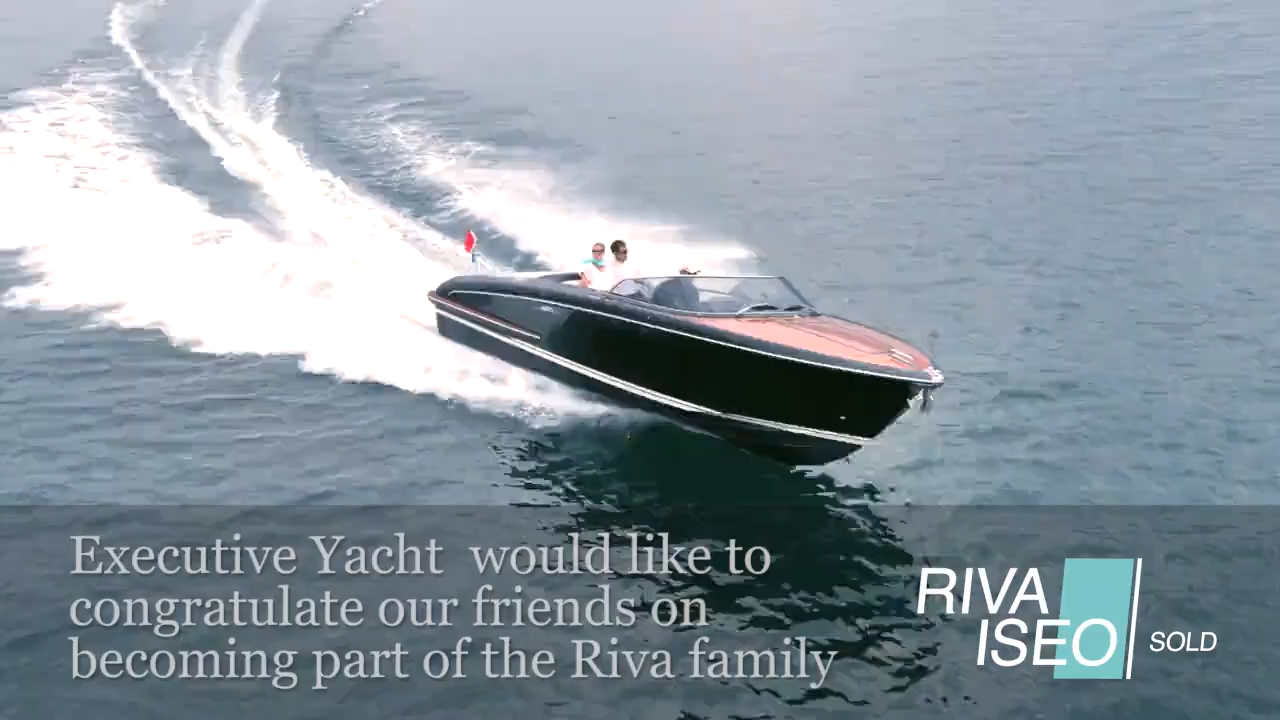 Executive Yacht  would like to
congratulate our friends on
becoming part of the Riva family
RIVA
ISEO
SOLD